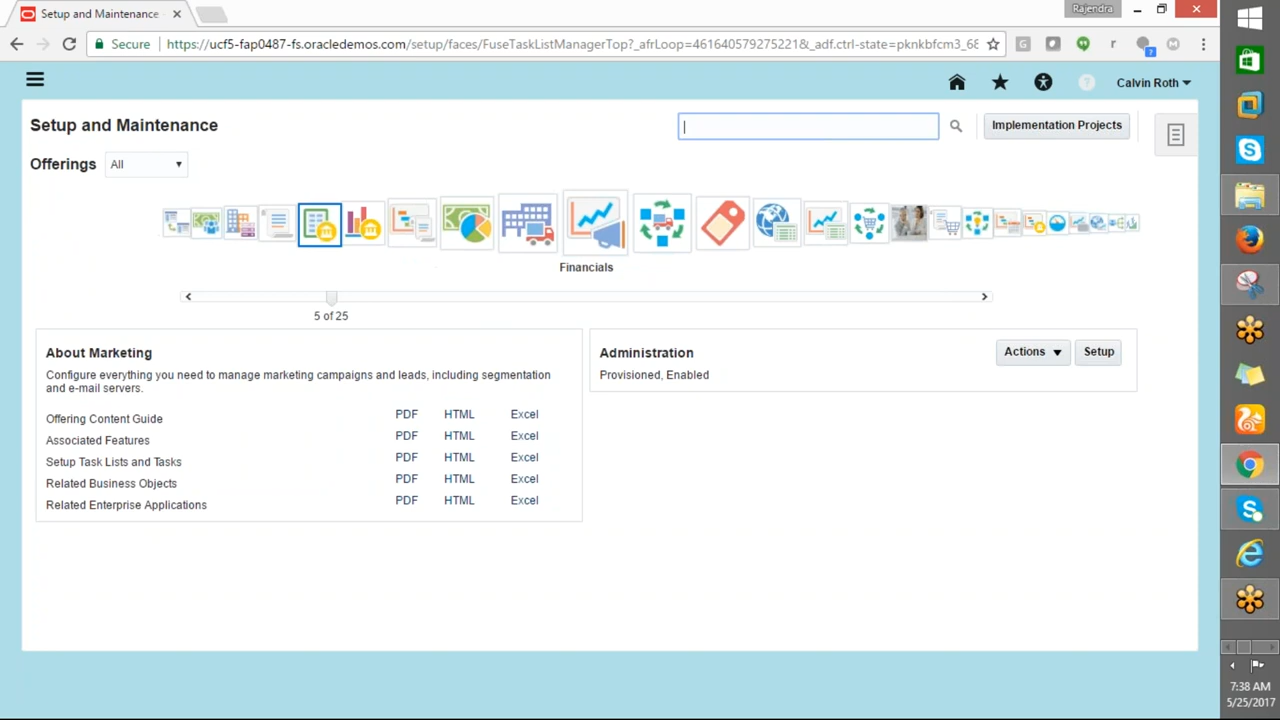 Setup and Maintenance
Rajendra
Secure
https://ucf5-fap0487-fs.oracledemos.com/setup/faces/FuseTaskListManagerTop?_afrLoop=461640579275221&_adf.ctrl-state=pknkbfcm3_68
Calvin Roth
Setup and Maintenance
Implementation Projects
Offerings All
Financials
5 of 25
About Marketing
Configure everything you need to manage marketing campaigns and leads, including segmentation
and e-mail servers.
Offering Content Guide PDF HTML Excel
Associated Features PDF HTML Excel
Setup Task Lists and Tasks PDF HTML Excel
Related Business Objects PDF HTML Excel
Related Enterprise Applications PDF HTML Excel
Administration
Actions Setup
Provisioned, Enabled
7:38 AM
5/25/2017